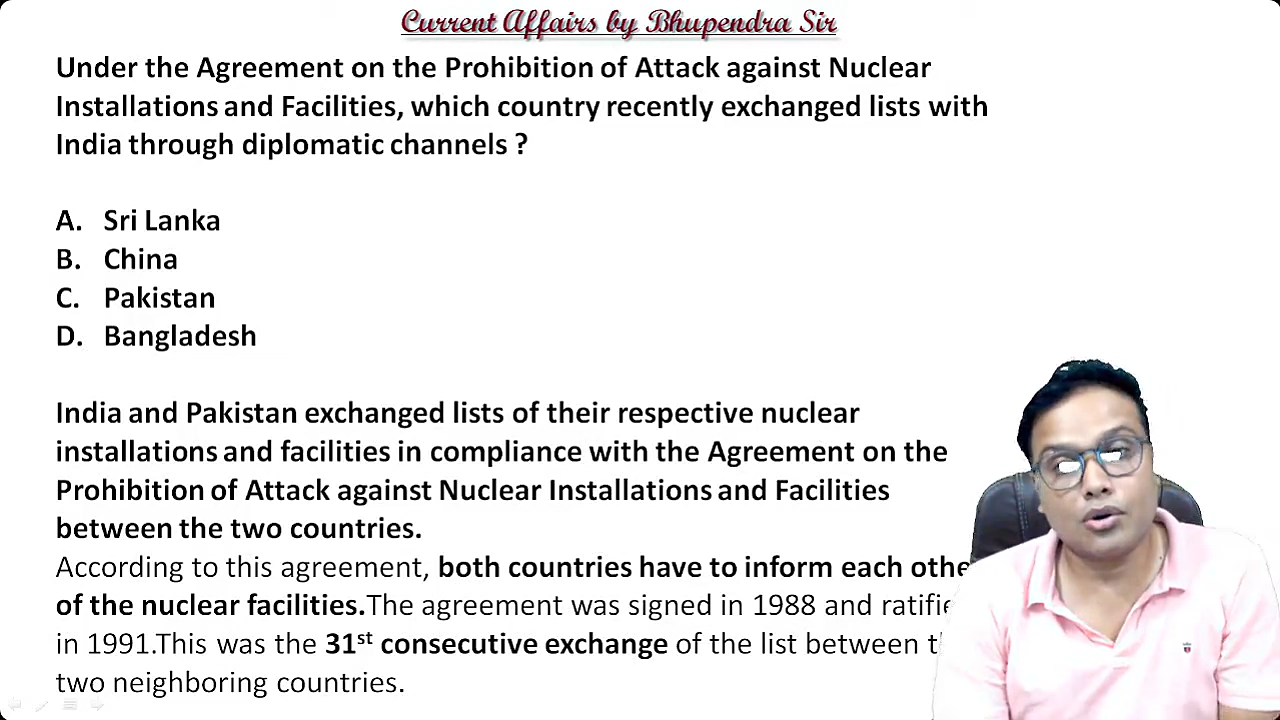 Current Affairs by Bhupendra Sir
Under the Agreement on the Prohibition of Attack against Nuclear
Installations and Facilities, which country recently exchanged lists with
India through diplomatic channels ?
A. Sri Lanka
B. China
C. Pakistan
D. Bangladesh
India and Pakistan exchanged lists of their respective nuclear
installations and facilities in compliance with the Agreement on the
Prohibition of Attack against Nuclear Installations and Facilities
between the two countries.
According to this agreement, both countries have to inform each
of the nuclear facilities.The agreement was signed in 1988 and
in 1991.This was the 31st consecutive exchange of the list between
two neighboring countries.